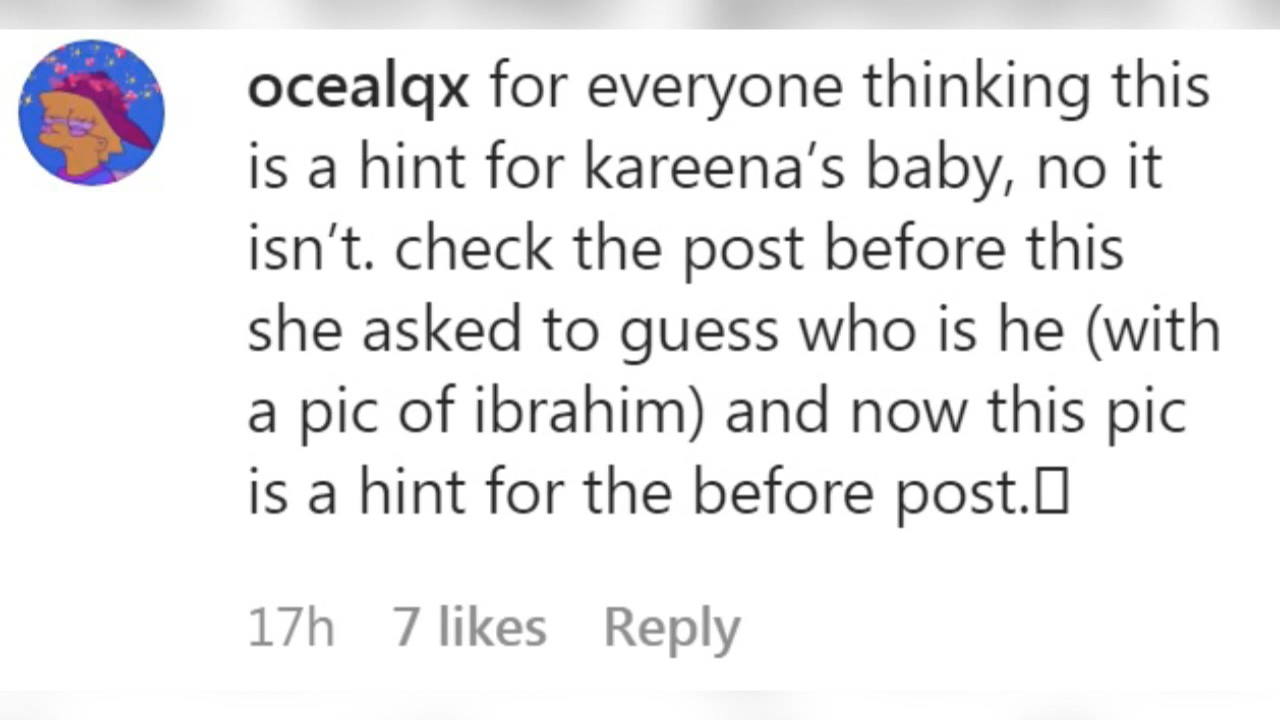 ocealqx for everyone thinking this
is a hint for kareena’s baby, no it
isn’t. check the post before this
she asked to guess who is he (with
a pic of ibrahim) and now this pic
is a hint for the before post.▯
17h 7 likes Reply